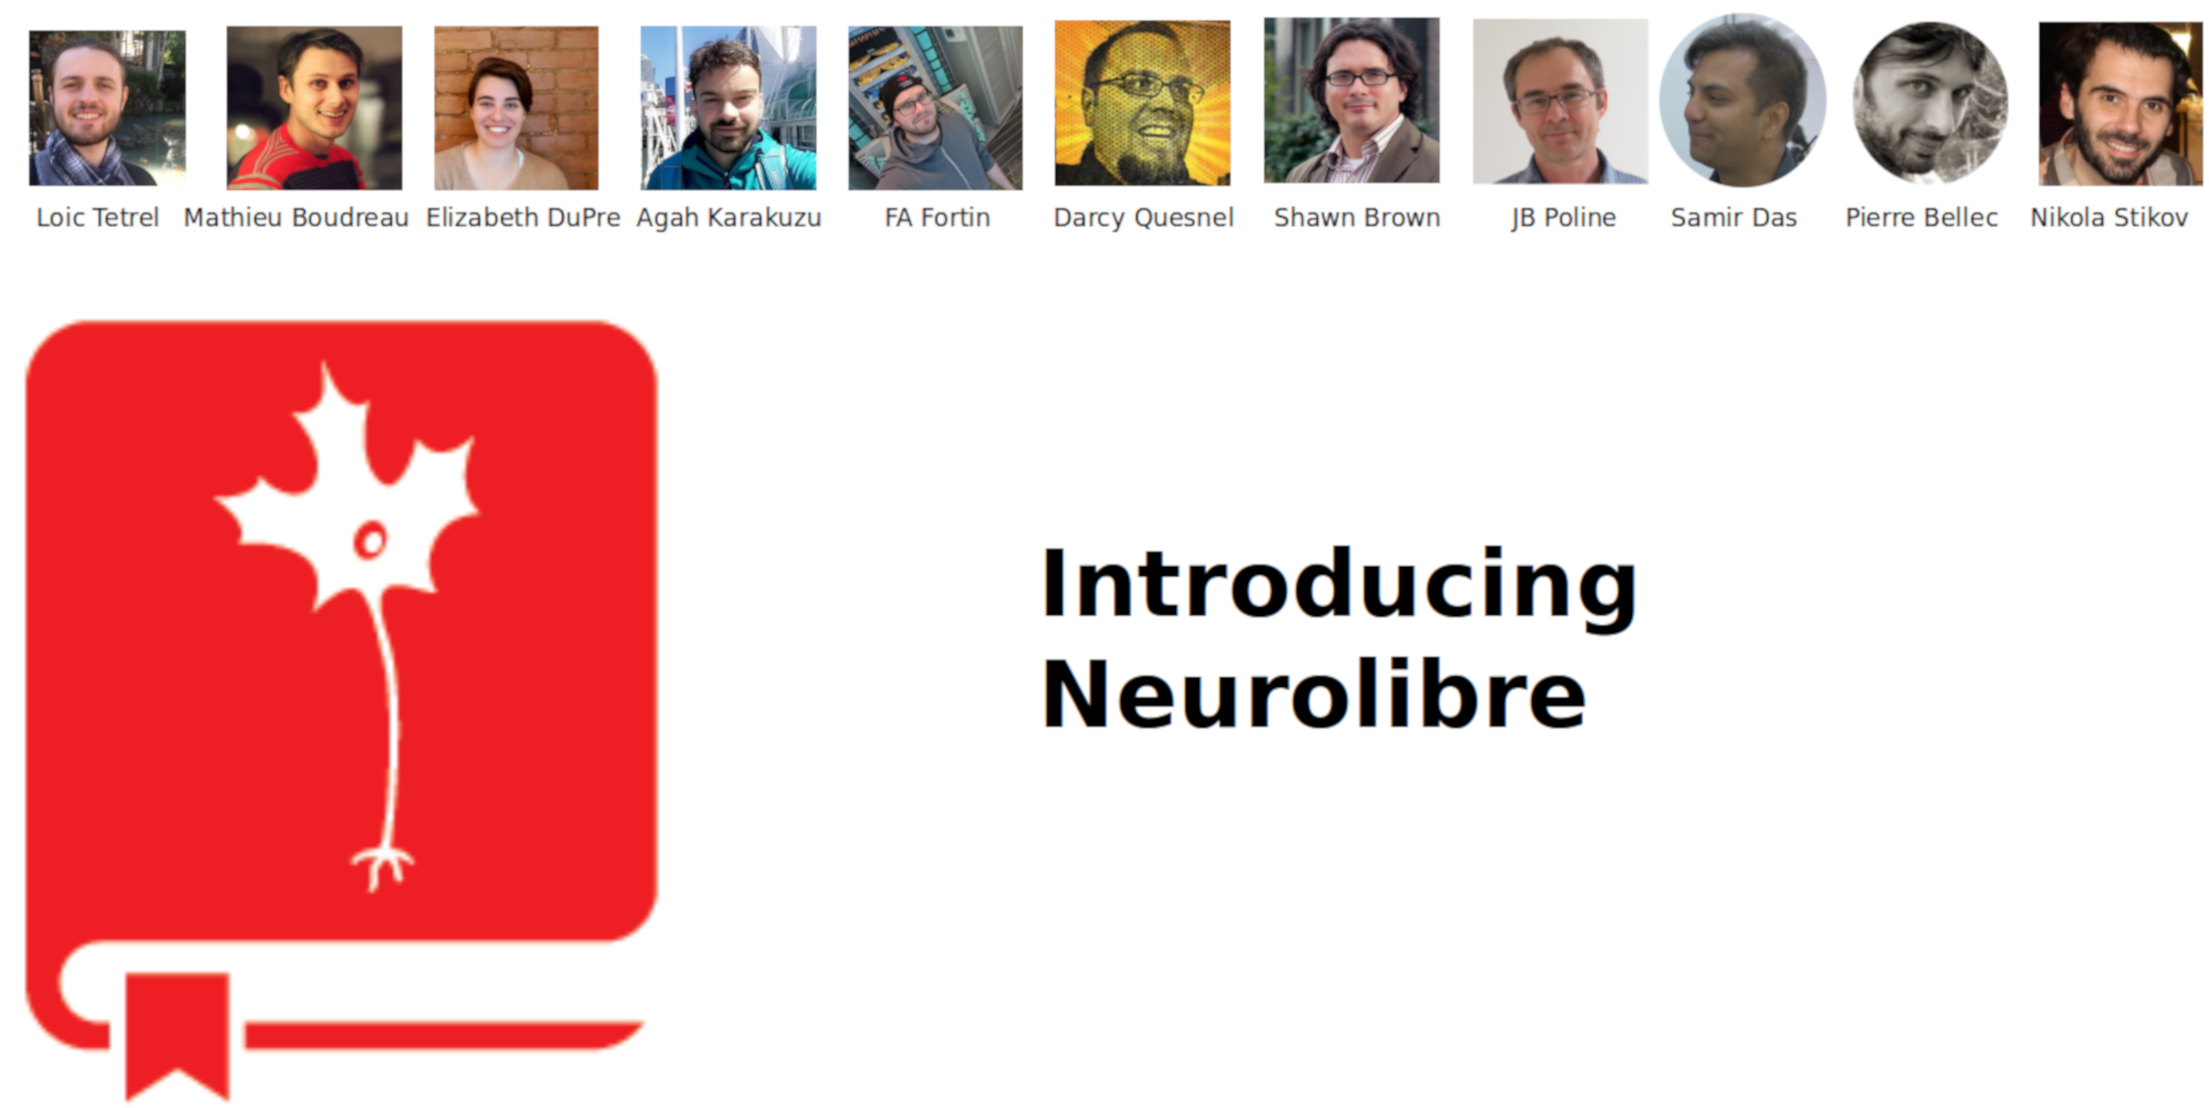 Loic Tetrel Mathieu Boudreau Elizabeth DuPre Agah Karakuzu FA Fortin Darcy Quesnel Shawn Brown JB Poline Samir Das Pierre Bellec Nikola Stikov
Introducing
Neurolibre